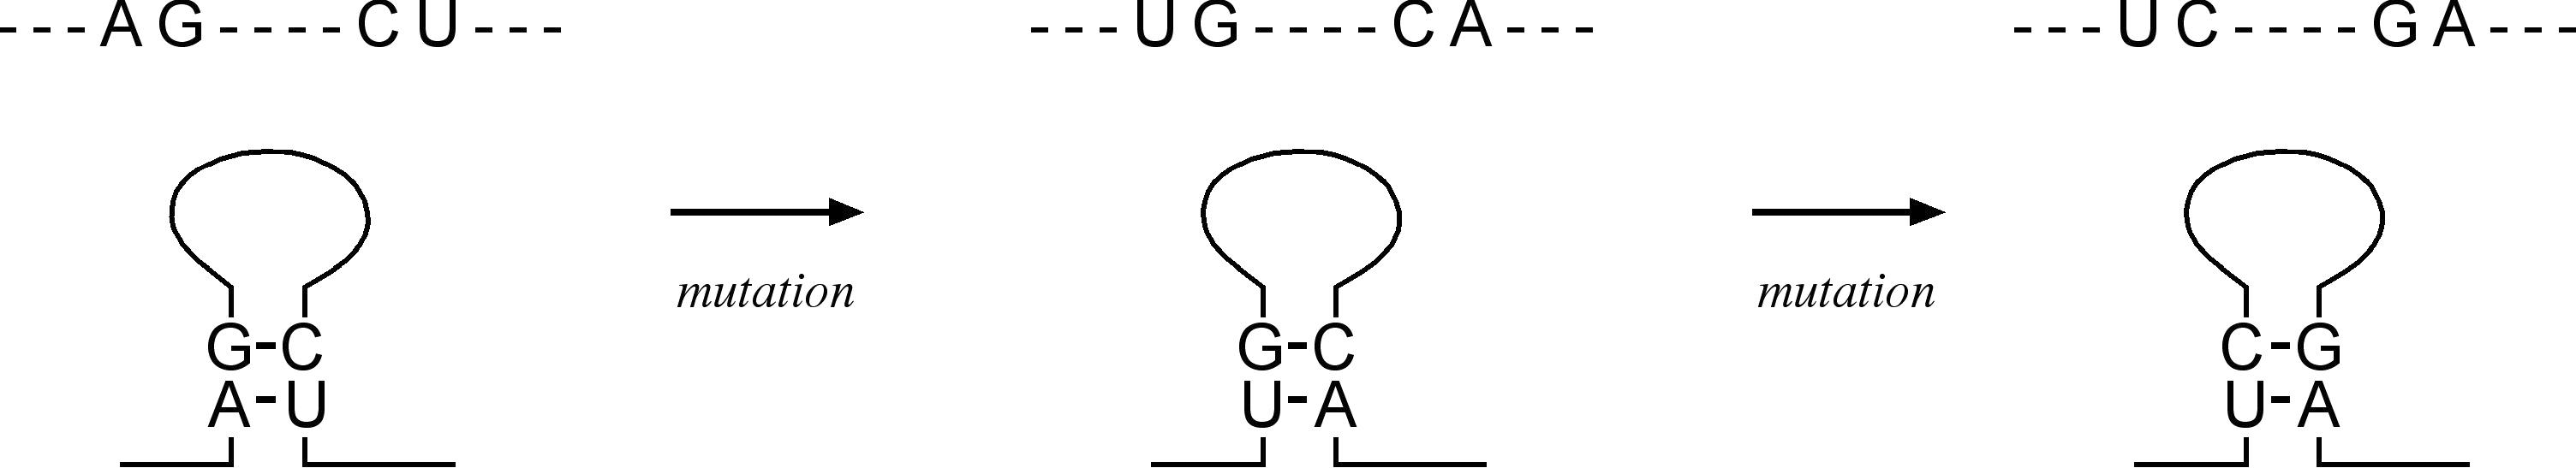 ---AG----CU--- ---UG----CA--- ---UC----GA---
mutation mutation
G-C G-C C-G
A-U U-A U-A